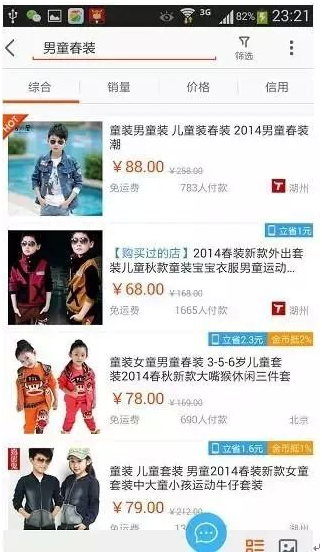 3G 82% 23:21
男童春装
筛选
综合 销量 价格 信用
HOT
童装男童装 儿童装春装 2014男童春装
潮
￥88.00 ￥258.00
免运费 783人付款 T 湖州
立省1元
【购买过的店】2014春装新款外出套
装儿童秋款童装宝宝衣服男童运动...
￥68.00 ￥168.00
免运费 1665人付款 T 湖州
立省2.3元 金币抵2%
童装女童男童春装 3-5-6岁儿童套
装2014春秋新款大嘴猴休闲三件套
￥78.00 ￥169.00
免运费 690人付款 北京
立省1.6元 金币抵1%
童装 儿童套装 男童2014春装新款女童
套装中大童小孩运动牛仔套装
￥79.00 ￥212.00